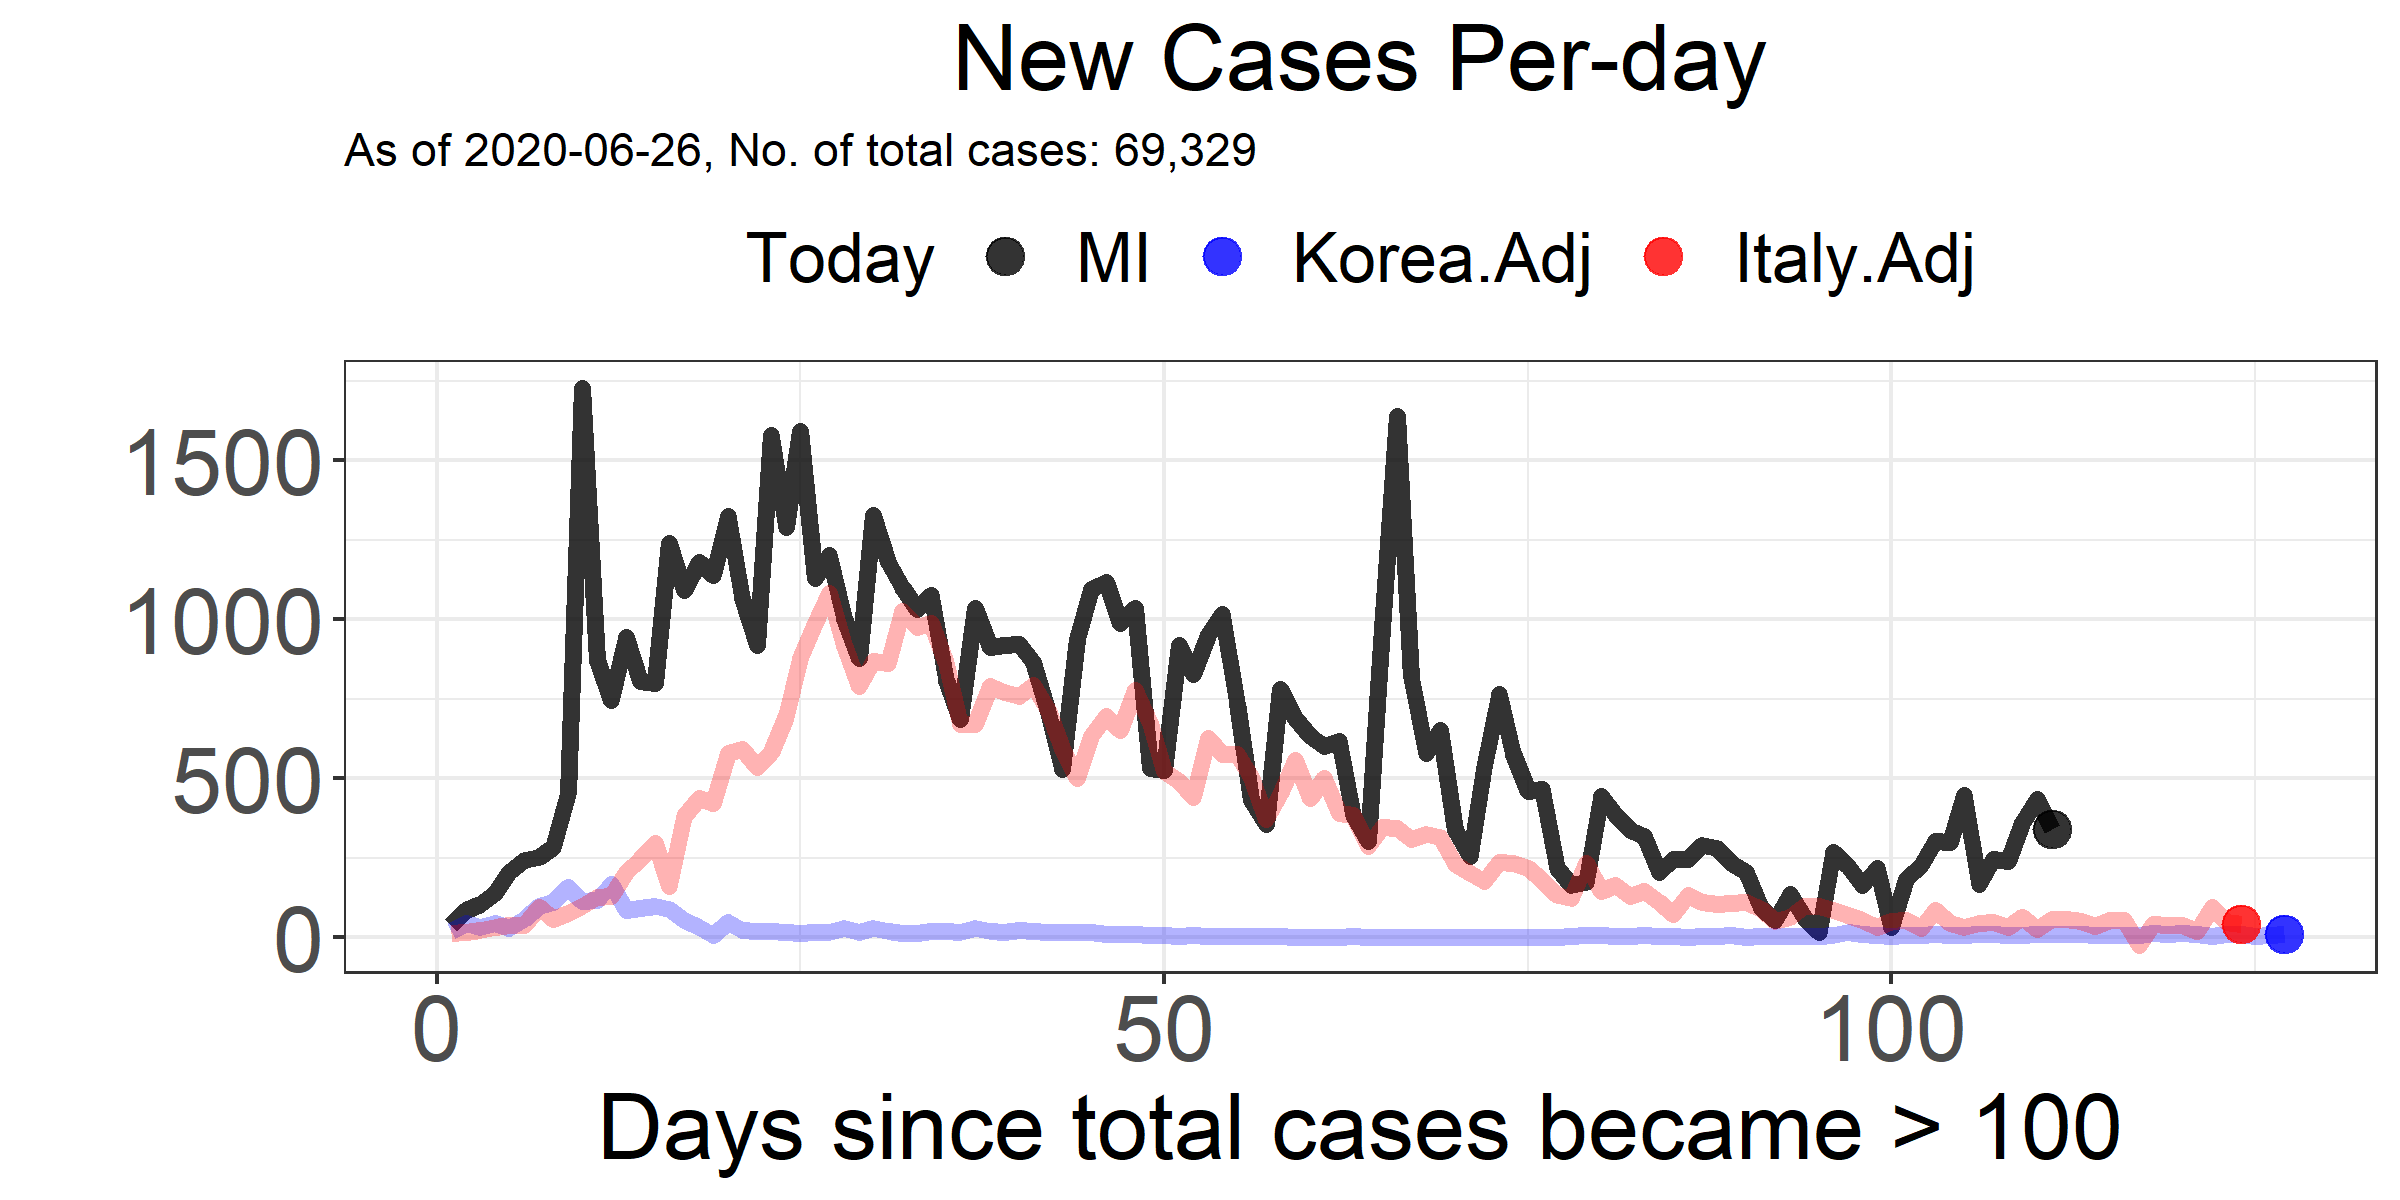 New Cases Per-day
As of 2020-06-26, No. of total cases: 69,329
Today MI Korea.Adj Italy.Adj
1500
1000
500
0
0 50 100
Days since total cases became > 100